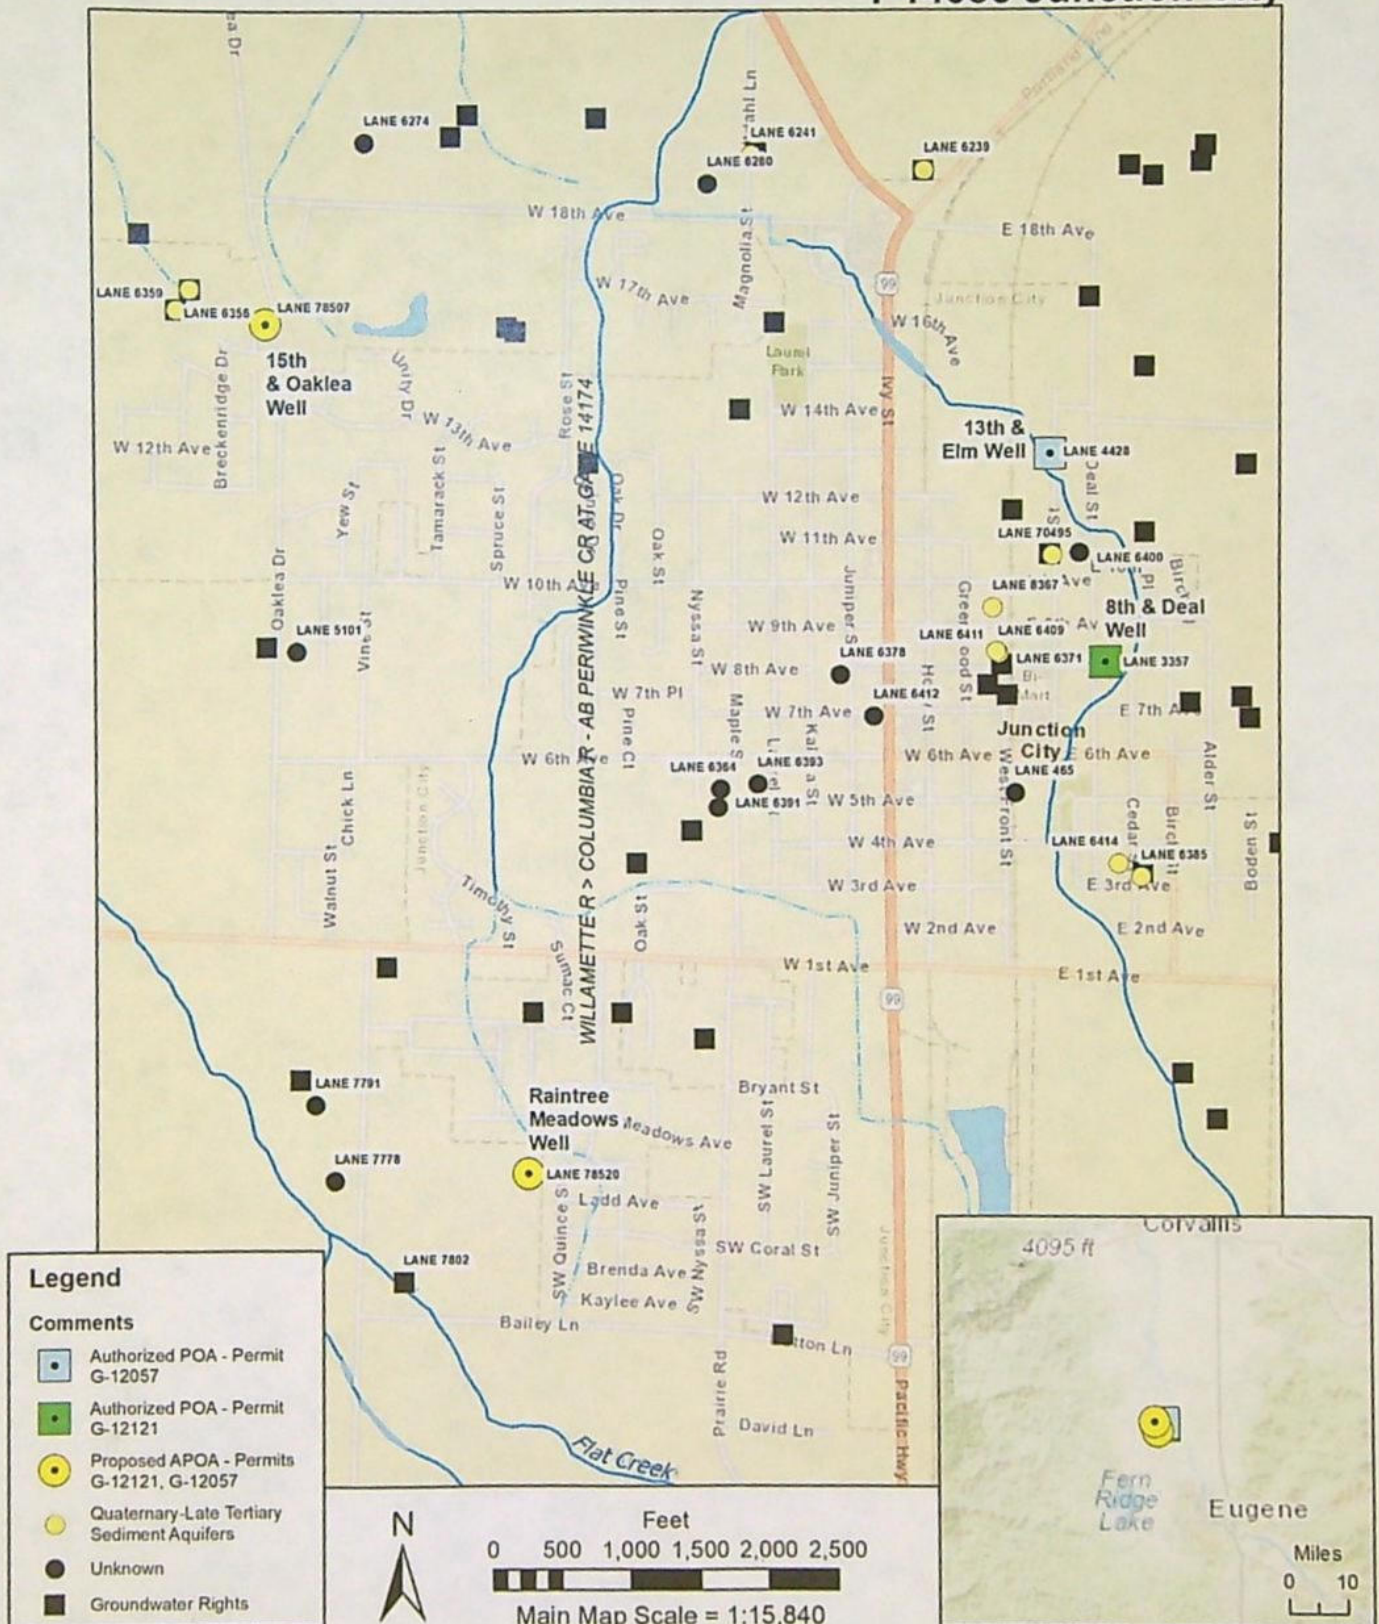 LANE 6274
LANE 6241
LANE 6280
LANE 6239
W 18th Ave
E 18th Ave
Magnolia St
W 17th Ave
99
Junction City
LANE 6359
LANE 6356
LANE 78507
15th
& Oaklea
Well
W 16th Ave
Laurel
Park
Unity Dr
Breckenridge Dr
Rose St
Ivy St
W 14th Ave
W 13th Ave
W 12th Ave
13th &
Elm Well
LANE 4428
Deal St
Tamarack St
Yew St
Spruce St
Oak Dr
W 12th Ave
W 11th Ave
LANE 70495
LANE 6400
Oak St
Oaklea Dr
W 10th Ave
Pine St
Nyssa St
LANE 8367
8th & Deal
Well
W 9th Ave
LANE 5101
LANE 6411
LANE 6409
LANE 6378
LANE 6371
LANE 3357
Bi-
Mart
W 8th Ave
W 7th Pl
LANE 6412
W 7th Ave
Pine Ct
Junction
City
W 6th Ave
W 6th Ave
E 6th Ave
LANE 6364
LANE 6393
LANE 465
LANE 6391
W 5th Ave
Chick Ln
Junction City
West Front St
Alder St
W 4th Ave
LANE 6414
LANE 6385
Boden St
Walnut St
W 3rd Ave
E 3rd Ave
Timothy St
Oak St
W 2nd Ave
E 2nd Ave
WILLAMETTE R > COLUMBIA R - AB PERIWINKLE CR AT GAGE 14174
W 1st Ave
E 1st Ave
Sumac Ct
99
LANE 7791
Raintree
Meadows
Well
Bryant St
Meadows Ave
SW Laurel St
SW Juniper St
LANE 7778
LANE 78520
Ladd Ave
SW Quince S
SW Nyssa St
SW Coral St
LANE 7802
Brenda Ave
Kaylee Ave
Junction City
Bailey Ln
99
Prairie Rd
David Ln
Pacific Hwy
Flat Creek
Legend
Comments
Authorized POA - Permit
G-12057
Authorized POA - Permit
G-12121
Proposed APOA - Permits
G-12121, G-12057
Quaternary-Late Tertiary
Sediment Aquifers
Unknown
Groundwater Rights
N
Feet
0 500 1,000 1,500 2,000 2,500
Main Map Scale = 1:15,840
Corvallis
4095 ft
Fern
Ridge
Lake
Eugene
Miles
0 10